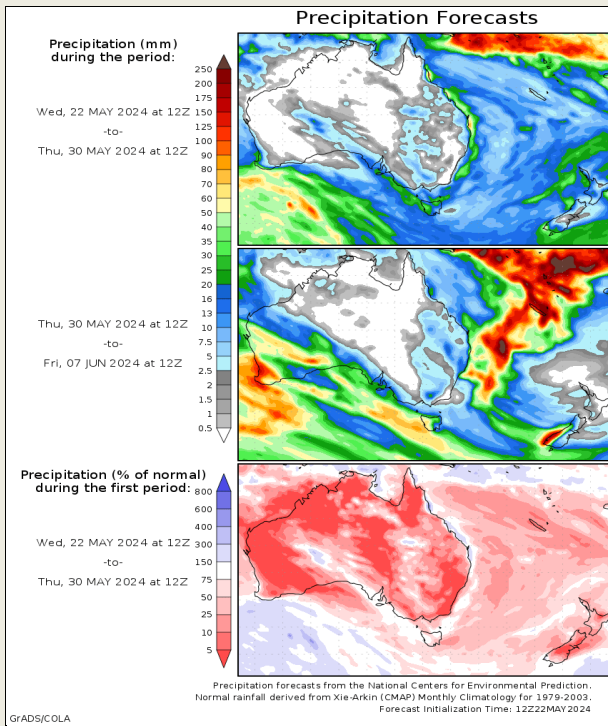 Precipitation Forecasts
Precipitation (mm)
during the period:
Wed, 22 MAY 2024 at 12Z
-to-
Thu, 30 MAY 2024 at 12Z
250
200
175
150
125
100
90
80
70
60
50
40
35
30
25
20
16
13
10
7.5
5
2.5
2
1.5
1
0.5
Thu, 30 MAY 2024 at 12Z
-to-
Fri, 07 JUN 2024 at 12Z
Precipitation (% of normal)
during the first period:
Wed, 22 MAY 2024 at 12Z
-to-
Thu, 30 MAY 2024 at 12Z
800
600
400
300
150
75
50
25
10
5
Precipitation forecasts from the National Centers for Environmental Prediction.
Normal rainfall derived from Xie-Arkin (CMAP) Monthly Climatology for 1979-2003.
Forecast Initialization Time: 12Z22MAY2024
GrADS/COLA